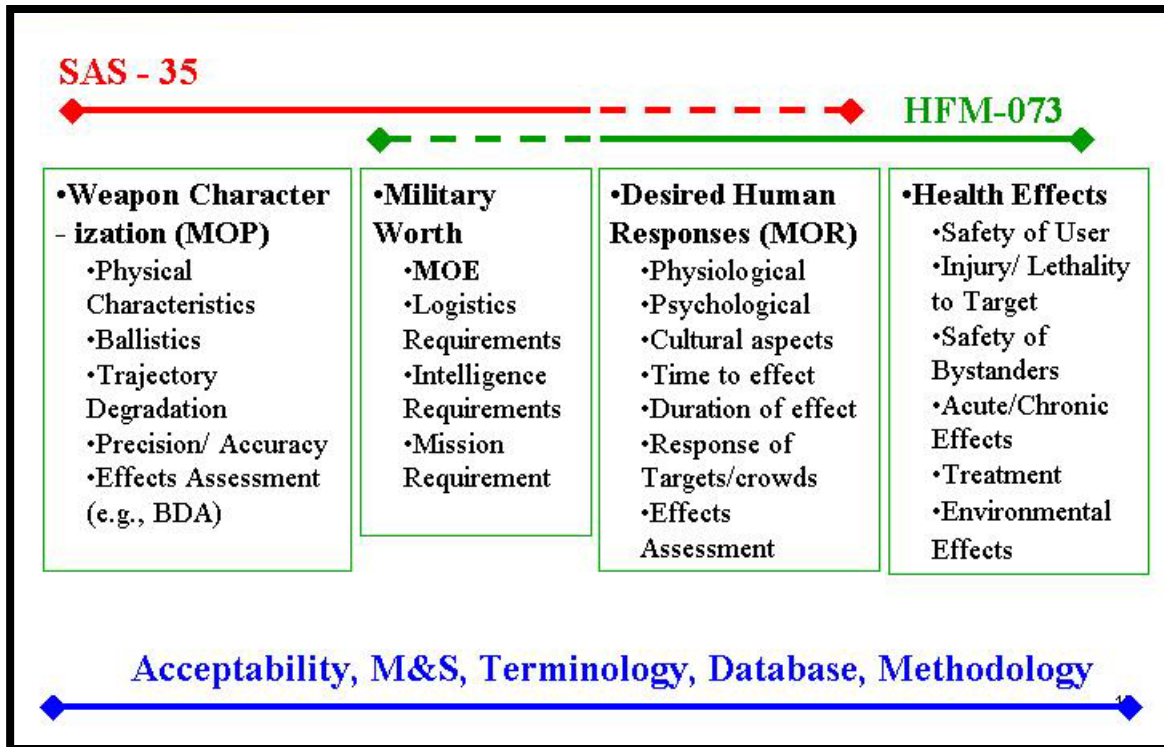 SAS - 35
HFM-073
•Weapon Character
- ization (MOP)
•Physical
Characteristics
•Ballistics
•Trajectory
Degradation
•Precision/ Accuracy
•Effects Assessment
(e.g., BDA)
•Military
Worth
•MOE
•Logistics
Requirements
•Intelligence
Requirements
•Mission
Requirement
•Desired Human
Responses (MOR)
•Physiological
•Psychological
•Cultural aspects
•Time to effect
•Duration of effect
•Response of
Targets/crowds
•Effects
Assessment
•Health Effects
•Safety of User
•Injury/ Lethality
to Target
•Safety of
Bystanders
•Acute/Chronic
Effects
•Treatment
•Environmental
Effects
Acceptability, M&S, Terminology, Database, Methodology